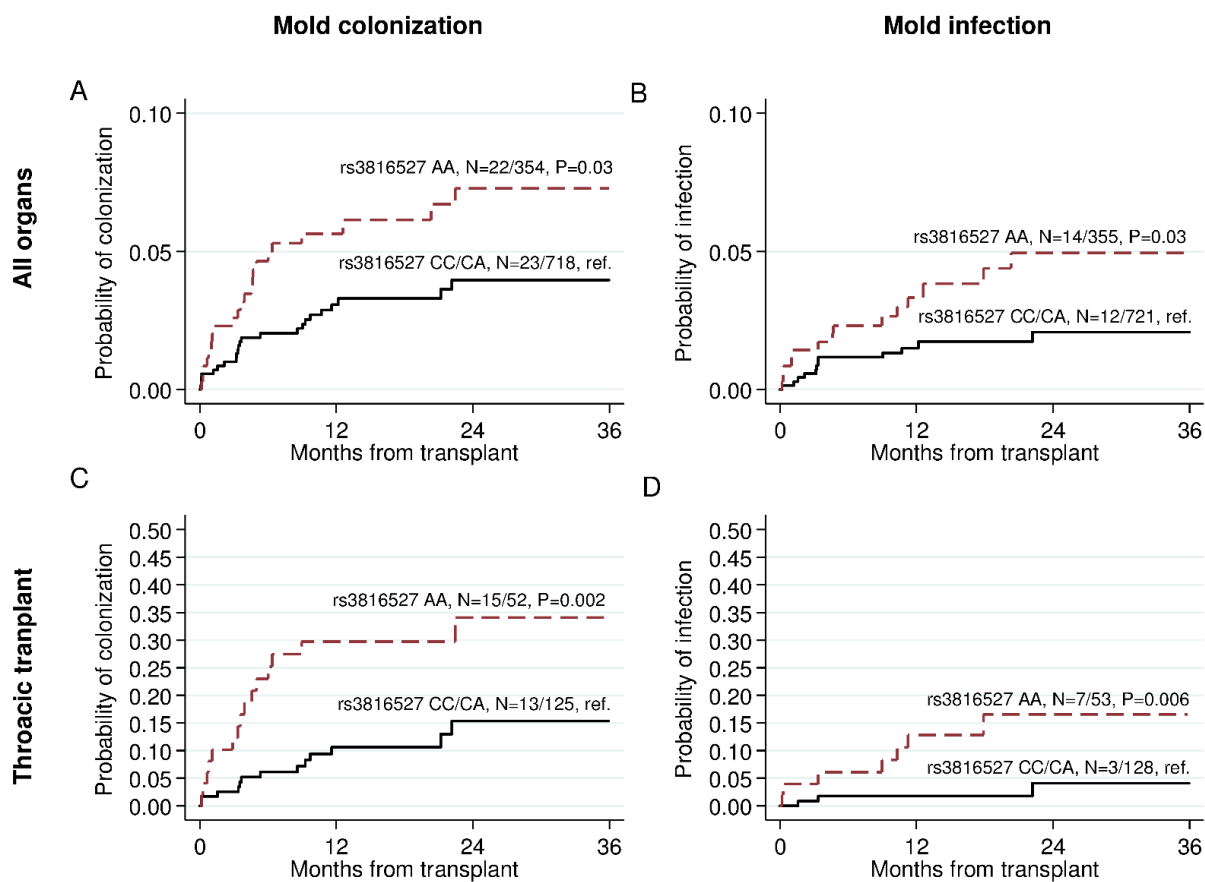 Mold colonization
Mold infection
All organs
A
Probability of colonization
0.10
0.05
0.00
rs3816527 AA, N=22/354, P=0.03
rs3816527 CC/CA, N=23/718, ref.
0 12 24 36
Months from transplant
B
Probability of infection
0.10
0.05
0.00
rs3816527 AA, N=14/355, P=0.03
rs3816527 CC/CA, N=12/721, ref.
0 12 24 36
Months from transplant
Throacic tranplant
C
Probability of colonization
0.50
0.45
0.40
0.35
0.30
0.25
0.20
0.15
0.10
0.05
0.00
rs3816527 AA, N=15/52, P=0.002
rs3816527 CC/CA, N=13/125, ref.
0 12 24 36
Months from transplant
D
Probability of infection
0.50
0.45
0.40
0.35
0.30
0.25
0.20
0.15
0.10
0.05
0.00
rs3816527 AA, N=7/53, P=0.006
rs3816527 CC/CA, N=3/128, ref.
0 12 24 36
Months from transplant